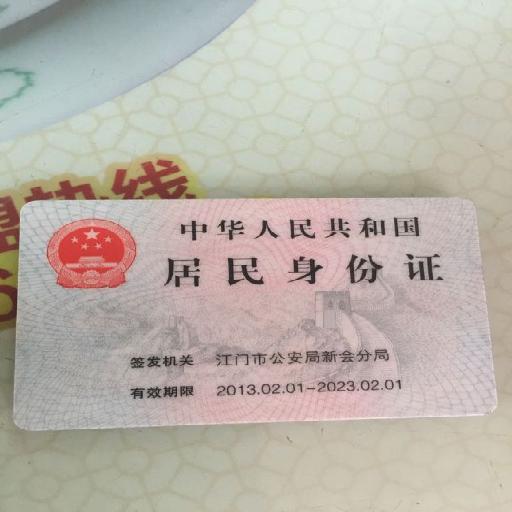 热线
中华人民共和国
居民身份证
签发机关 江门市公安局新会分局
有效期限 2013.02.01-2023.02.01